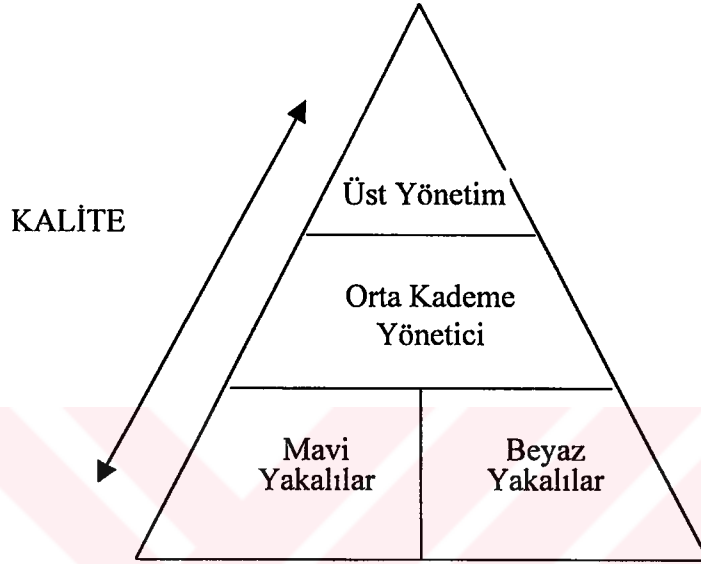 Üst Yönetim
KALİTE
Orta Kademe
Yönetici
Mavi
Yakalılar
Beyaz
Yakalılar